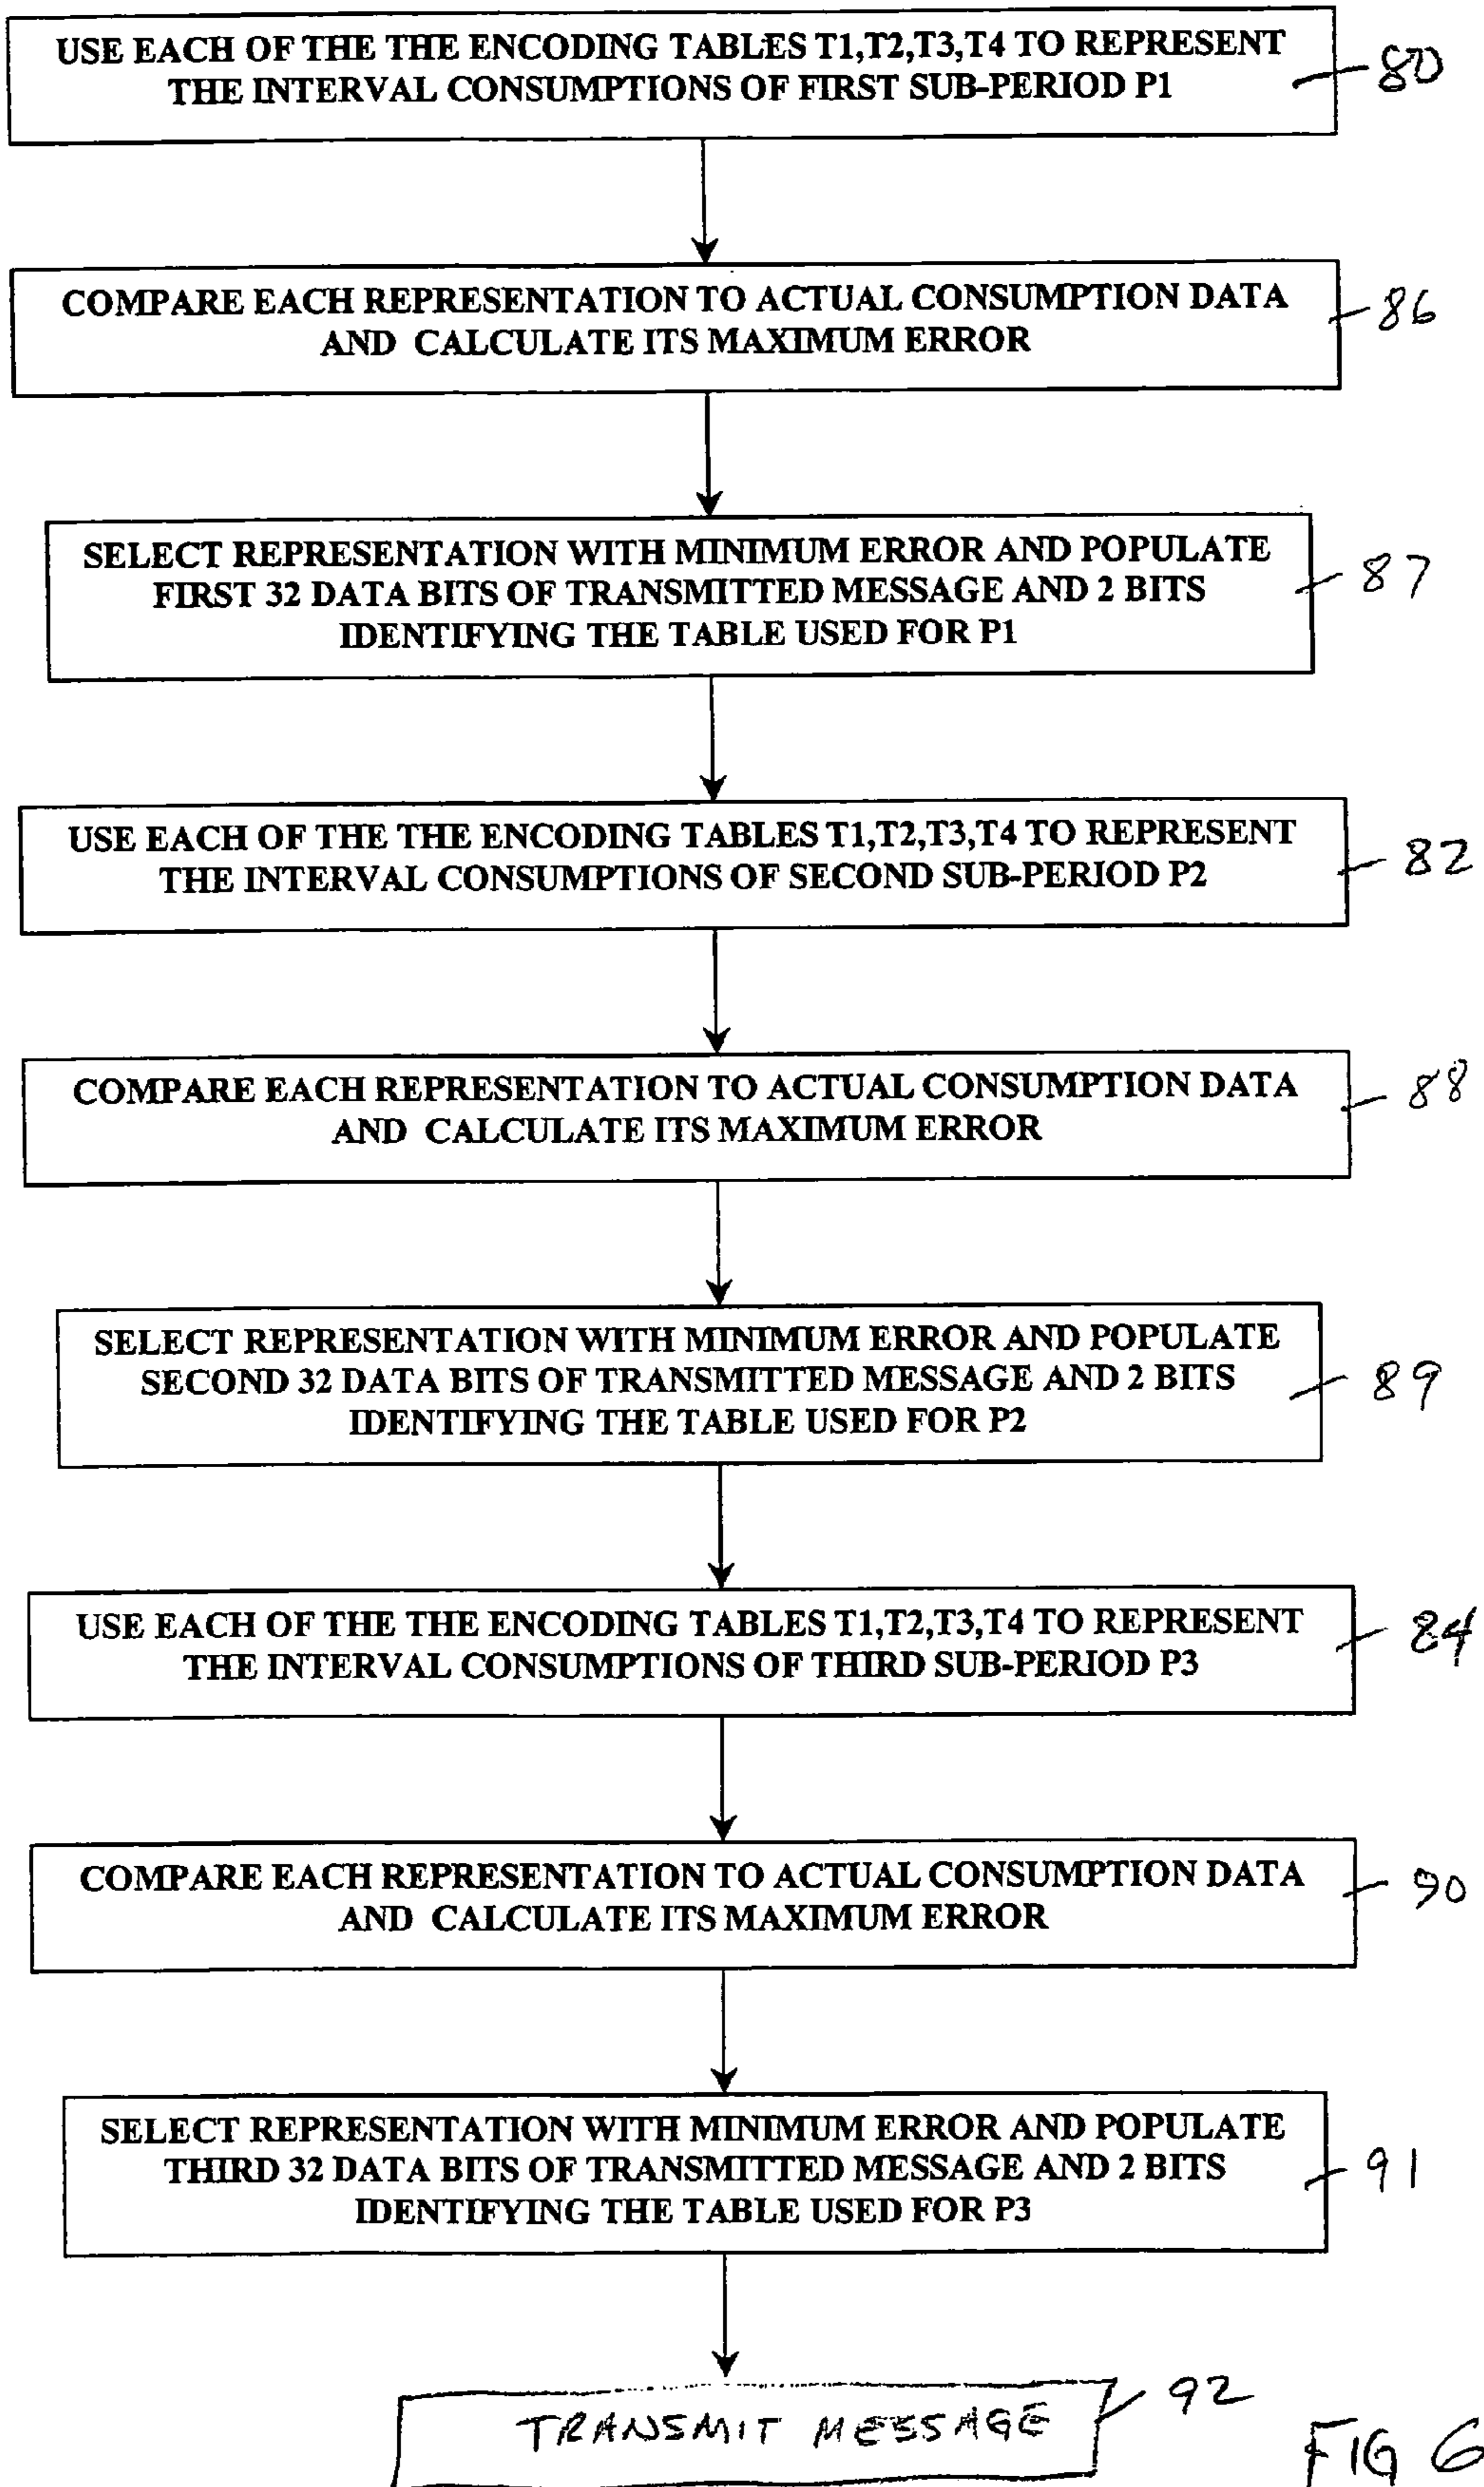 USE EACH OF THE THE ENCODING TABLES T1,T2,T3,T4 TO REPRESENT
THE INTERVAL CONSUMPTIONS OF FIRST SUB-PERIOD P1
80
COMPARE EACH REPRESENTATION TO ACTUAL CONSUMPTION DATA
AND CALCULATE ITS MAXIMUM ERROR
86
SELECT REPRESENTATION WITH MINIMUM ERROR AND POPULATE
FIRST 32 DATA BITS OF TRANSMITTED MESSAGE AND 2 BITS
IDENTIFYING THE TABLE USED FOR P1
87
USE EACH OF THE THE ENCODING TABLES T1,T2,T3,T4 TO REPRESENT
THE INTERVAL CONSUMPTIONS OF SECOND SUB-PERIOD P2
82
COMPARE EACH REPRESENTATION TO ACTUAL CONSUMPTION DATA
AND CALCULATE ITS MAXIMUM ERROR
88
SELECT REPRESENTATION WITH MINIMUM ERROR AND POPULATE
SECOND 32 DATA BITS OF TRANSMITTED MESSAGE AND 2 BITS
IDENTIFYING THE TABLE USED FOR P2
89
USE EACH OF THE THE ENCODING TABLES T1,T2,T3,T4 TO REPRESENT
THE INTERVAL CONSUMPTIONS OF THIRD SUB-PERIOD P3
84
COMPARE EACH REPRESENTATION TO ACTUAL CONSUMPTION DATA
AND CALCULATE ITS MAXIMUM ERROR
90
SELECT REPRESENTATION WITH MINIMUM ERROR AND POPULATE
THIRD 32 DATA BITS OF TRANSMITTED MESSAGE AND 2 BITS
IDENTIFYING THE TABLE USED FOR P3
91
TRANSMIT MESSAGE
92
FIG 6